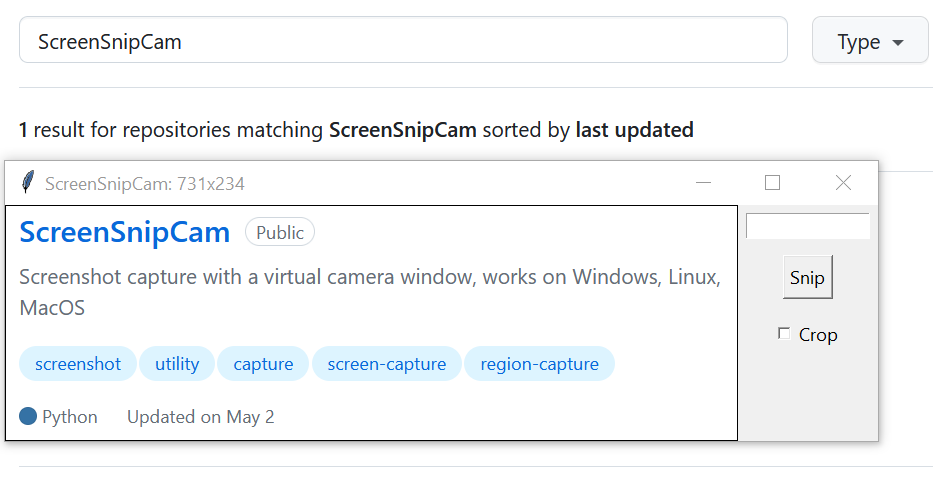 ScreenSnipCam
Type
1 result for repositories matching ScreenSnipCam sorted by last updated
ScreenSnipCam: 731x234
ScreenSnipCam Public
Screenshot capture with a virtual camera window, works on Windows, Linux,
MacOS
Snip
Crop
screenshot utility capture screen-capture region-capture
Python Updated on May 2